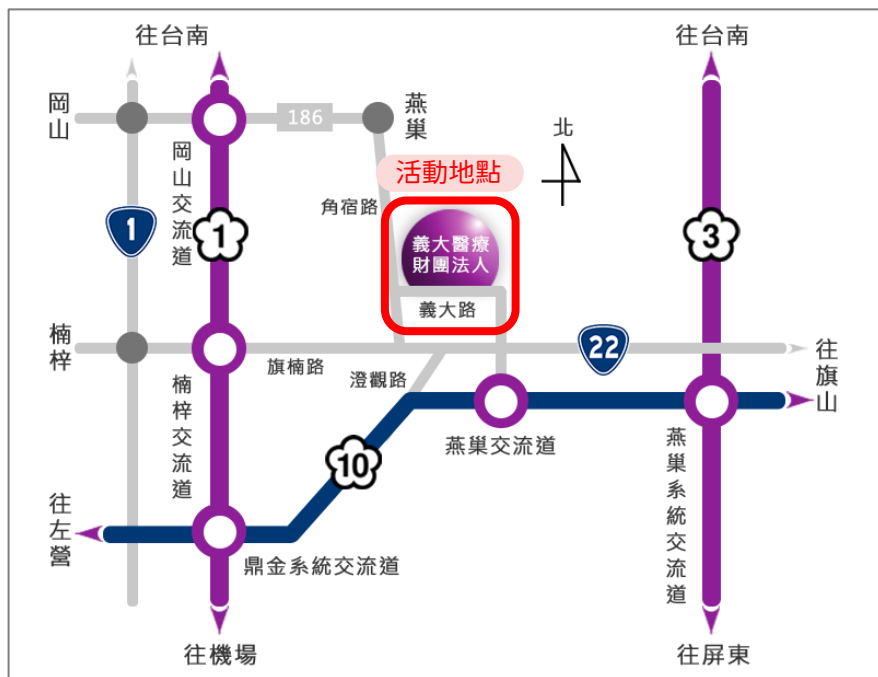 往台南
往台南
岡山
186
燕巢
北
岡山交流道
活動地點
角宿路
1
1
義大醫療
財團法人
3
義大路
楠梓
22
往旗山
旗楠路
澄觀路
楠梓交流道
燕巢交流道
10
燕巢系統交流道
往左營
鼎金系統交流道
往機場
往屏東